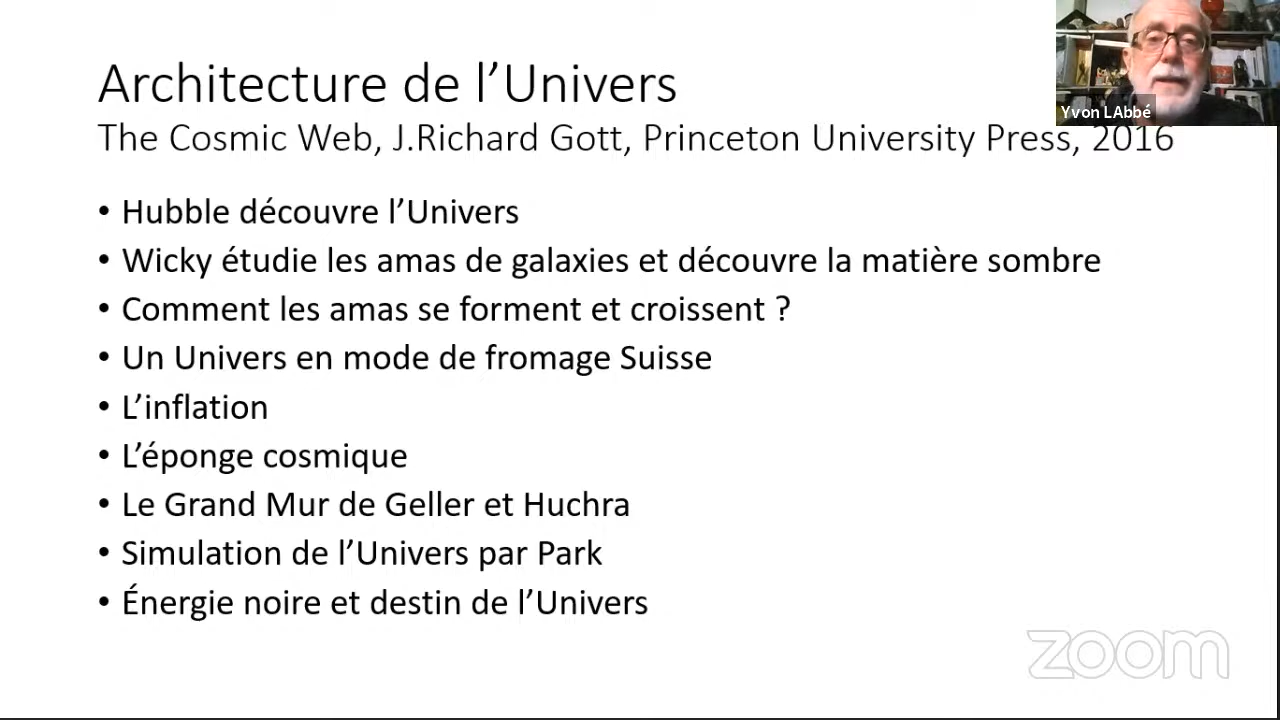 Architecture de l’Univers
The Cosmic Web, J.Richard Gott, Princeton University Press, 2016
Yvon LAbbé
• Hubble découvre l’Univers
• Wicky étudie les amas de galaxies et découvre la matière sombre
• Comment les amas se forment et croissent ?
• Un Univers en mode de fromage Suisse
• L’inflation
• L’éponge cosmique
• Le Grand Mur de Geller et Huchra
• Simulation de l’Univers par Park
• Énergie noire et destin de l’Univers
zoom